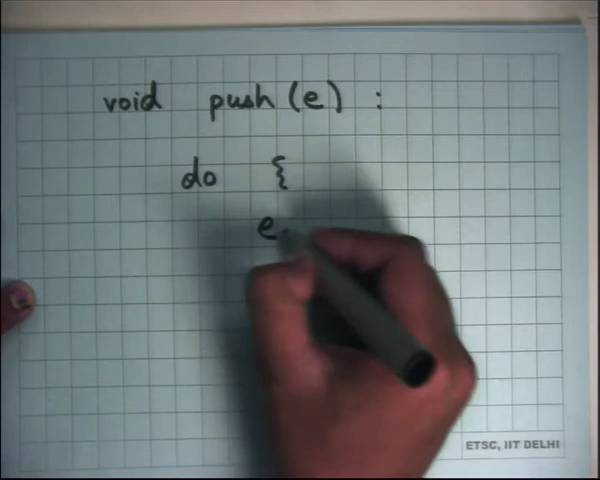 void push (e) :
do {
e.
ETSC, IIT DELHI